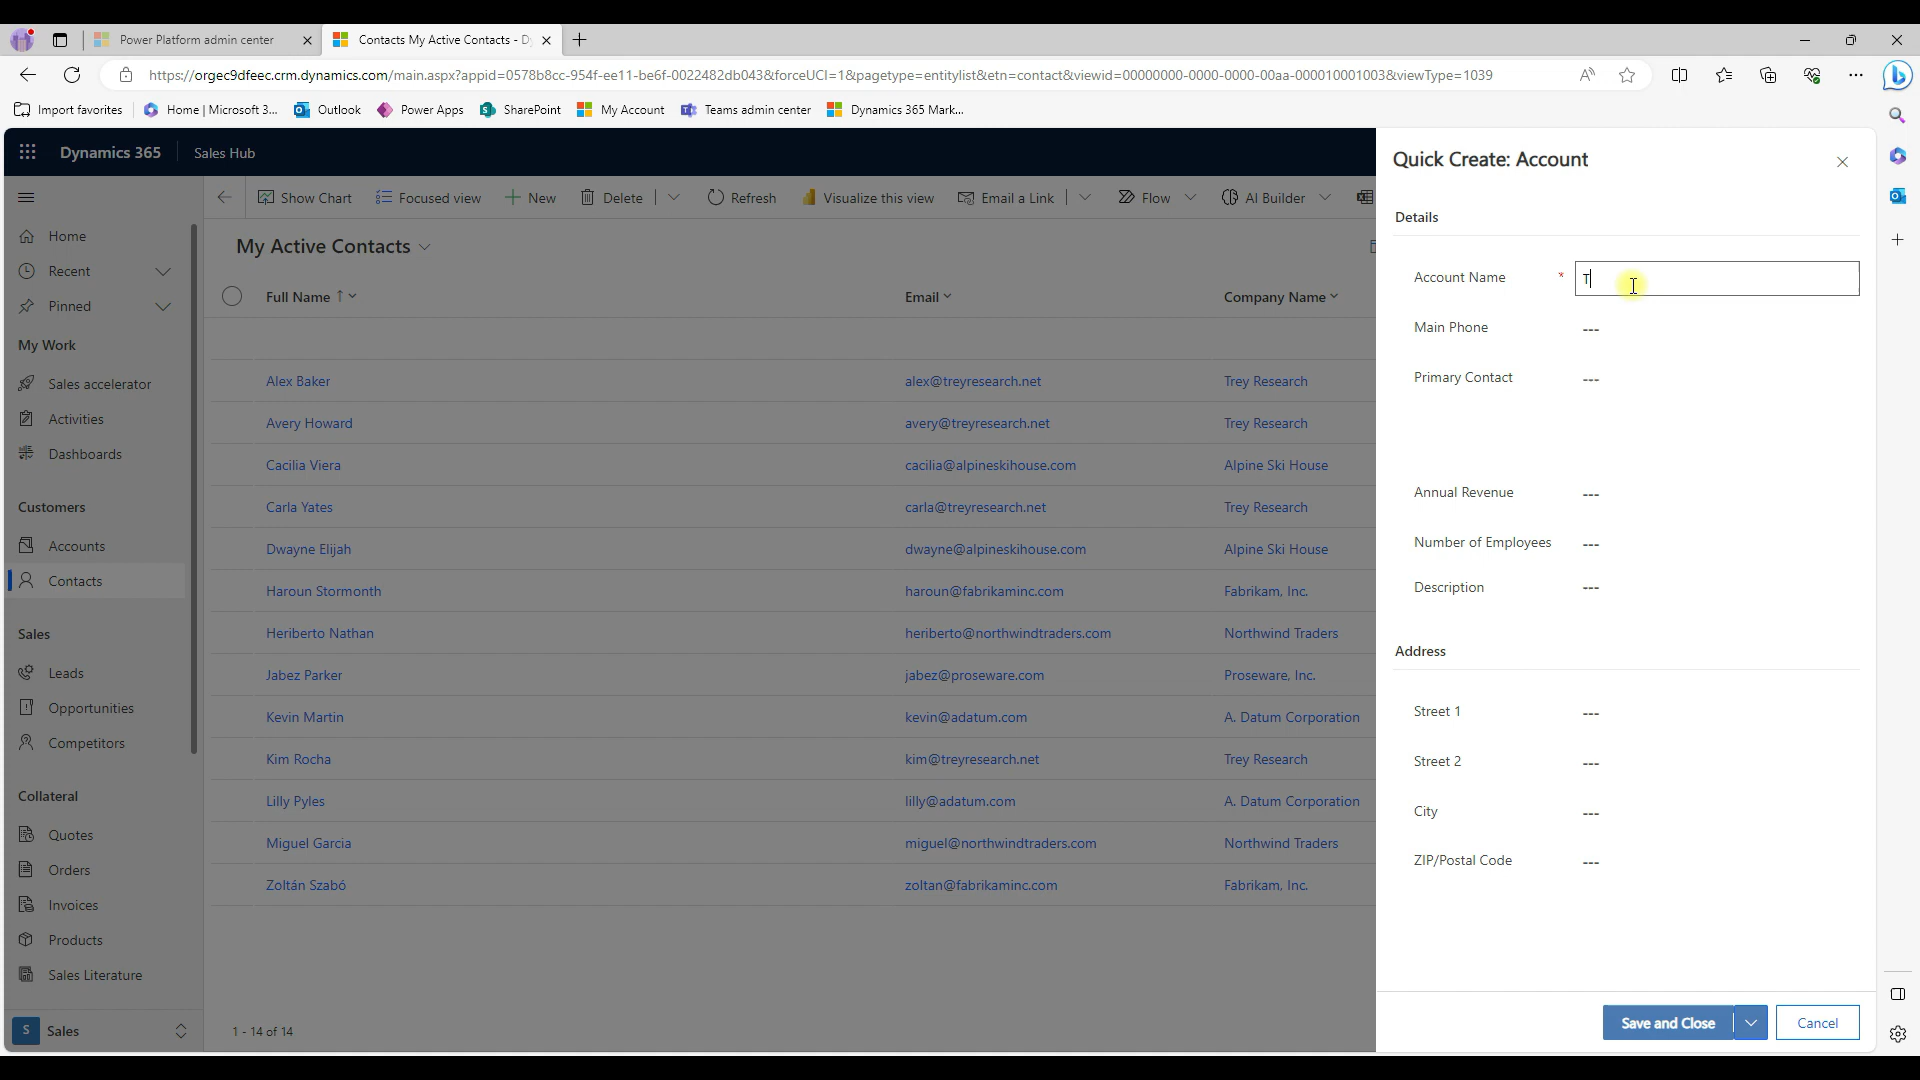 Power Platform admin center
Contacts My Active Contacts - D
https://orgec9dfeec.crm.dynamics.com/main.aspx?appid=0578b8cc-954f-ee11-be6f-0022482db043&forceUCI=1&pagetype=entitylist&etn=contact&viewid=00000000-0000-0000-00aa-000010001003&viewType=1039
Import favorites
Home | Microsoft 3...
Outlook
Power Apps
SharePoint
My Account
Teams admin center
Dynamics 365 Mark...
Dynamics 365
Sales Hub
Home
Recent
Pinned
My Work
Sales accelerator
Activities
Dashboards
Customers
Accounts
Contacts
Sales
Leads
Opportunities
Competitors
Collateral
Quotes
Orders
Invoices
Products
Sales Literature
S Sales
Show Chart
Focused view
New
Delete
Refresh
Visualize this view
Email a Link
Flow
AI Builder
My Active Contacts
Full Name
Email
Company Name
Alex Baker alex@treyresearch.net Trey Research
Avery Howard avery@treyresearch.net Trey Research
Cacilia Viera cacilia@alpineskihouse.com Alpine Ski House
Carla Yates carla@treyresearch.net Trey Research
Dwayne Elijah dwayne@alpineskihouse.com Alpine Ski House
Haroun Stormonth haroun@fabrikaminc.com Fabrikam, Inc.
Heriberto Nathan heriberto@northwindtraders.com Northwind Traders
Jabez Parker jabez@proseware.com Proseware, Inc.
Kevin Martin kevin@adatum.com A. Datum Corporation
Kim Rocha kim@treyresearch.net Trey Research
Lilly Pyles lilly@adatum.com A. Datum Corporation
Miguel Garcia miguel@northwindtraders.com Northwind Traders
Zoltán Szabó zoltan@fabrikaminc.com Fabrikam, Inc.
1 - 14 of 14
Quick Create: Account
Details
Account Name * T
Main Phone ---
Primary Contact ---
Annual Revenue ---
Number of Employees ---
Description ---
Address
Street 1 ---
Street 2 ---
City ---
ZIP/Postal Code ---
Save and Close
Cancel